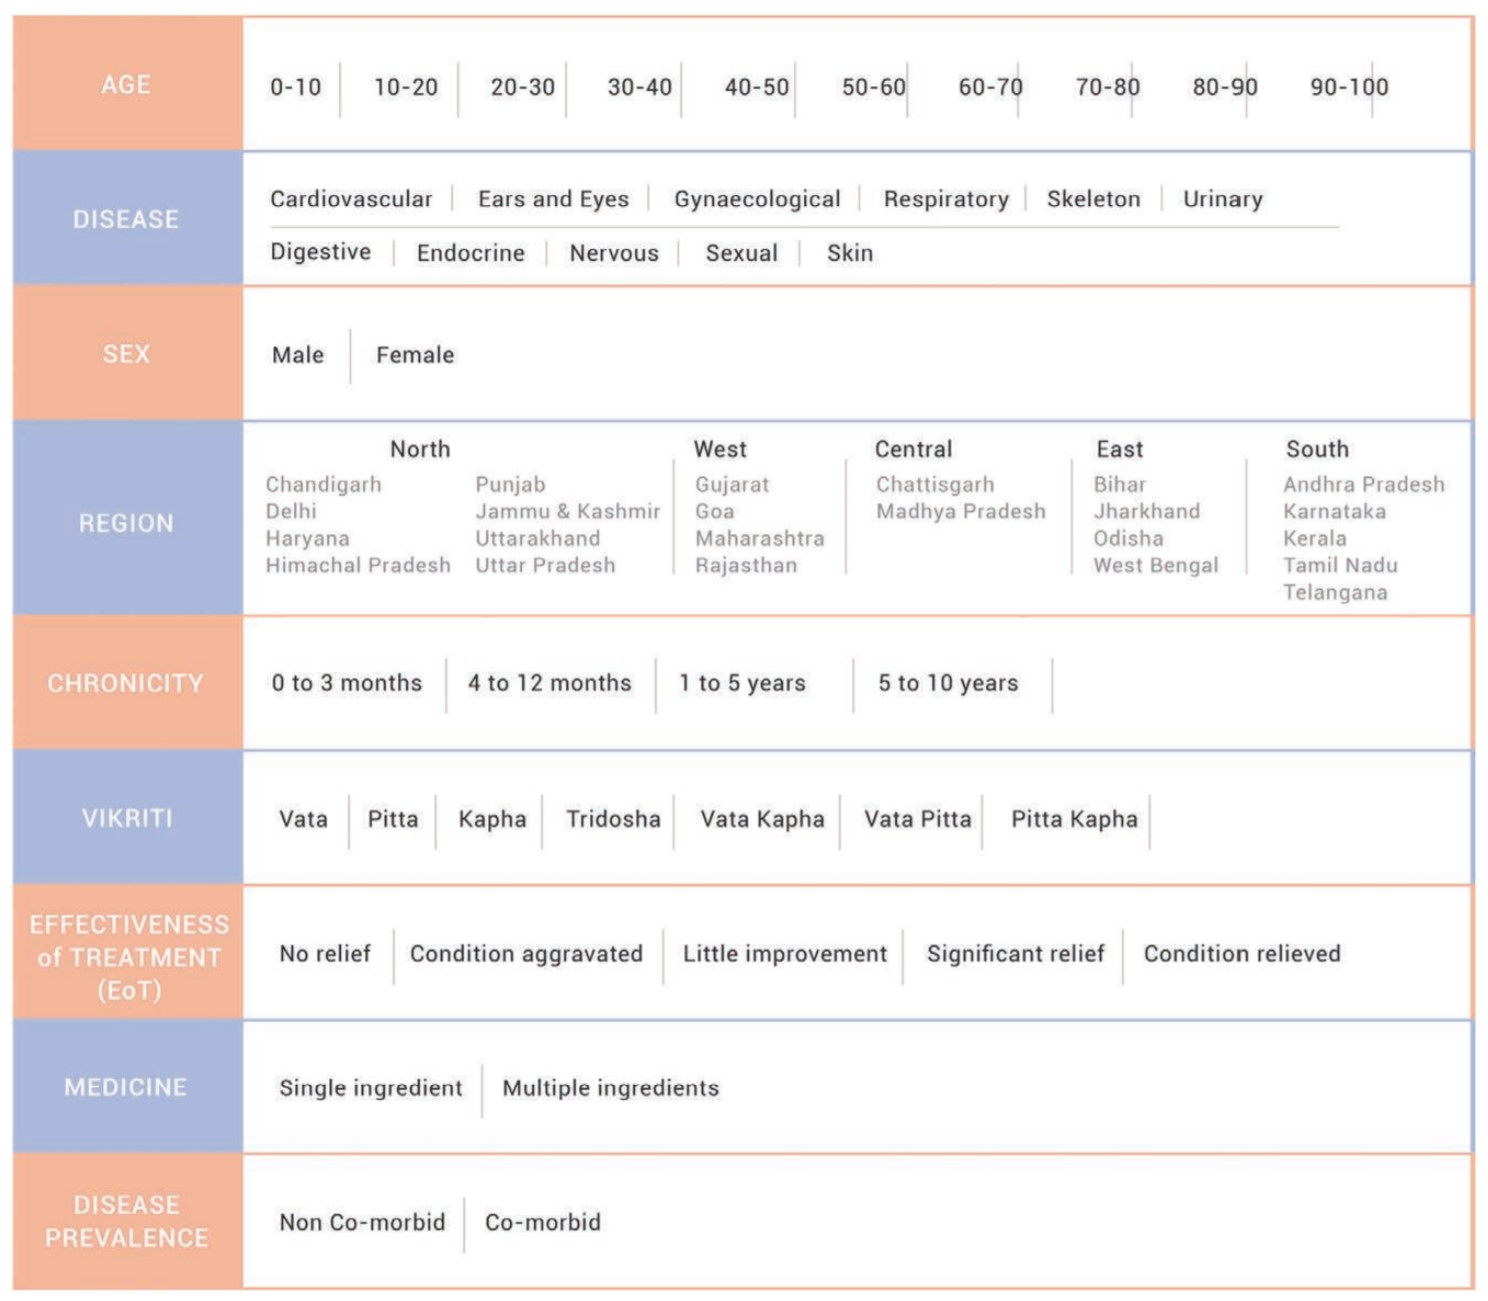 AGE
0-10 10-20 20-30 30-40 40-50 50-60 60-70 70-80 80-90 90-100
DISEASE
Cardiovascular Ears and Eyes Gynaecological Respiratory Skeleton Urinary
Digestive Endocrine Nervous Sexual Skin
SEX
Male Female
REGION
North West Central East South
Chandigarh Punjab Gujarat Chattisgarh Bihar Andhra Pradesh
Delhi Jammu & Kashmir Goa Madhya Pradesh Jharkhand Karnataka
Haryana Uttarakhand Maharashtra Odisha Kerala
Himachal Pradesh Uttar Pradesh Rajasthan West Bengal Tamil Nadu
Telangana
CHRONICITY
0 to 3 months 4 to 12 months 1 to 5 years 5 to 10 years
VIKRITI
Vata Pitta Kapha Tridosha Vata Kapha Vata Pitta Pitta Kapha
EFFECTIVENESS
of TREATMENT
(EoT)
No relief Condition aggravated Little improvement Significant relief Condition relieved
MEDICINE
Single ingredient Multiple ingredients
DISEASE
PREVALENCE
Non Co-morbid Co-morbid